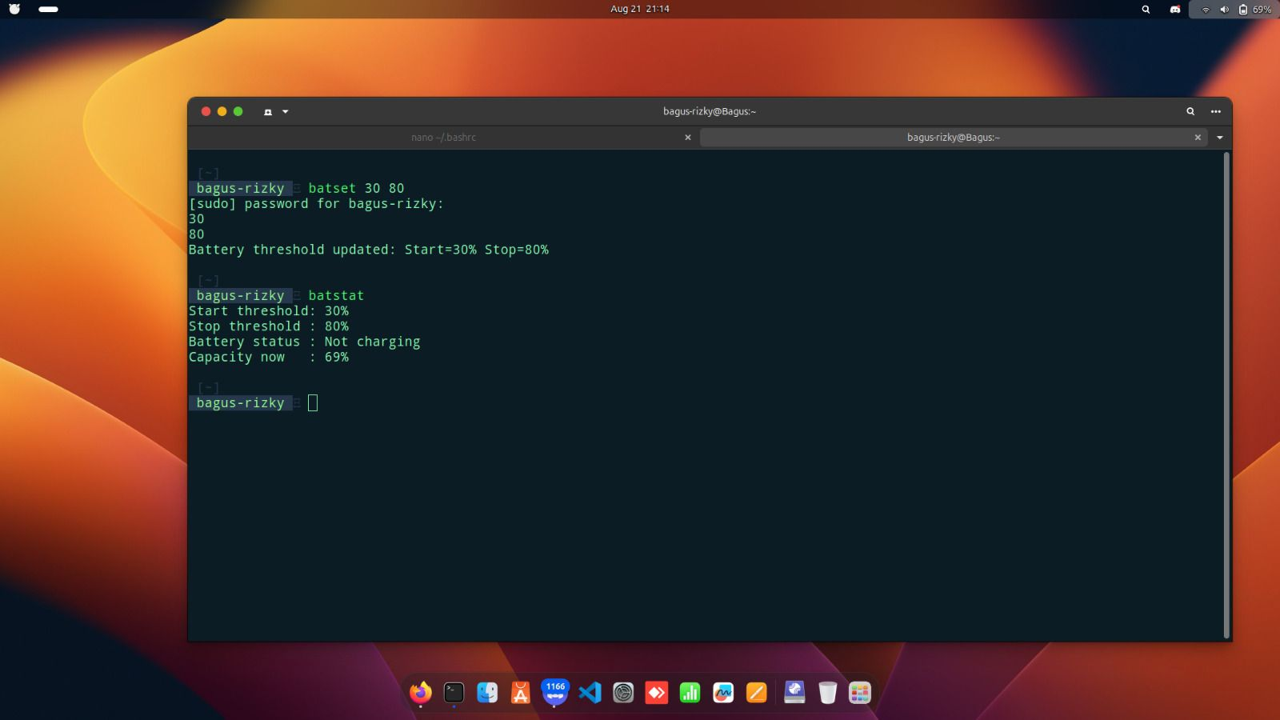 Aug 21 21:14
69%
bagus-rizky@Bagus:~
nano ~/.bashrc
bagus-rizky@Bagus:~
[~]
bagus-rizky batset 30 80
[sudo] password for bagus-rizky:
30
80
Battery threshold updated: Start=30% Stop=80%
[~]
bagus-rizky batstat
Start threshold: 30%
Stop threshold : 80%
Battery status : Not charging
Capacity now   : 69%
[~]
bagus-rizky
1166